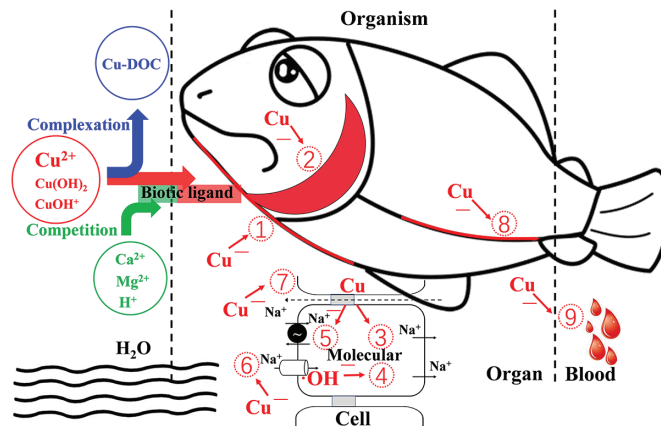 Organism
Cu-DOC
Complexation
Cu²⁺
Cu(OH)₂
CuOH⁺
Biotic ligand
Competition
Ca²⁺
Mg²⁺
H⁺
H₂O
Cu
2
1
Cu
Cu
8
7
Cu
Cu
Cu
9
Na⁺
Na⁺
Na⁺
~
5
3
Molecular
Na⁺
6
Na⁺
·OH
4
Na⁺
Cu
Cell
Organ
Blood